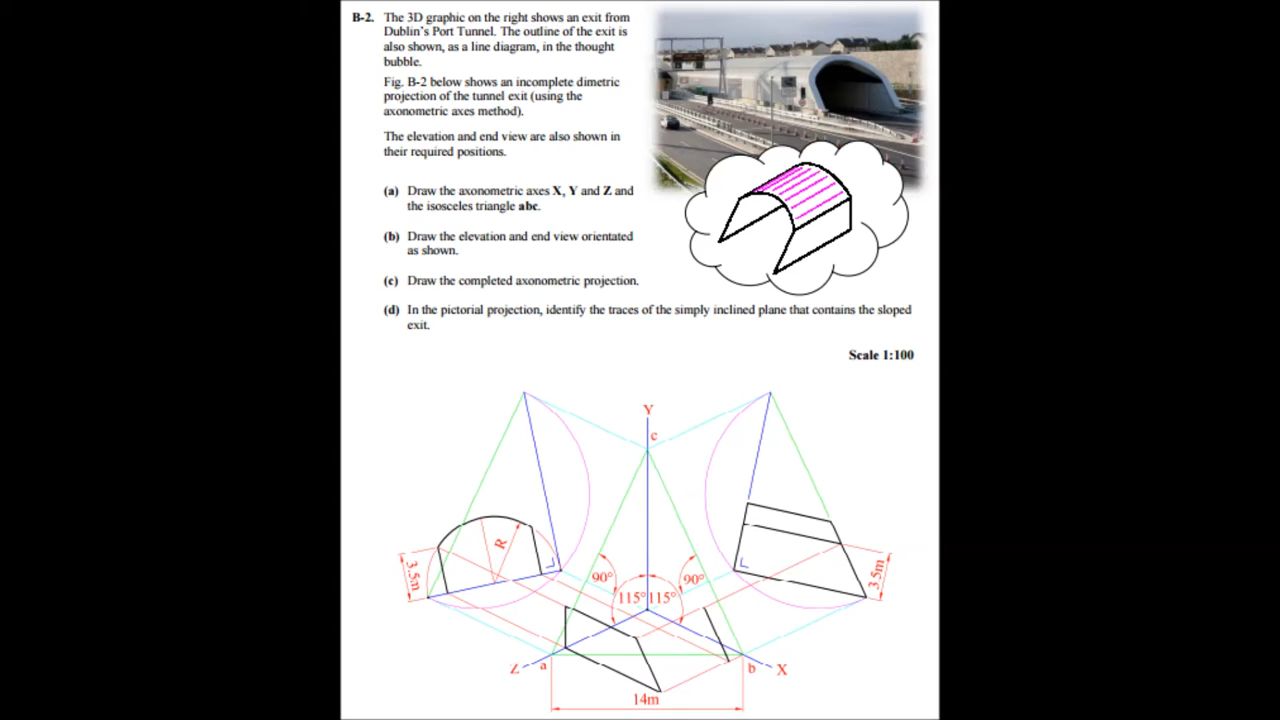 B-2. The 3D graphic on the right shows an exit from
Dublin's Port Tunnel. The outline of the exit is
also shown, as a line diagram, in the thought
bubble.
Fig. B-2 below shows an incomplete dimetric
projection of the tunnel exit (using the
axonometric axes method).
The elevation and end view are also shown in
their required positions.
(a) Draw the axonometric axes X, Y and Z and
the isosceles triangle abc.
(b) Draw the elevation and end view orientated
as shown.
(c) Draw the completed axonometric projection.
(d) In the pictorial projection, identify the traces of the simply inclined plane that contains the sloped
exit.
Scale 1:100
Y
c
R
3.5m
90°
90°
3.5m
115°
115°
Z
a
b
X
14m